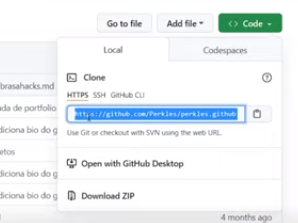 Go to file
Add file
Code
Local
Codespaces
brasahacks.md
Clone
ada de portfolio
HTTPS SSH GitHub CLI
diciona bio do g
https://github.com/Perkles/perkles.github
Use Git or checkout with SVN using the web URL.
etos
diciona bio do g
Open with GitHub Desktop
diciona bio do g
Download ZIP
4 months ago